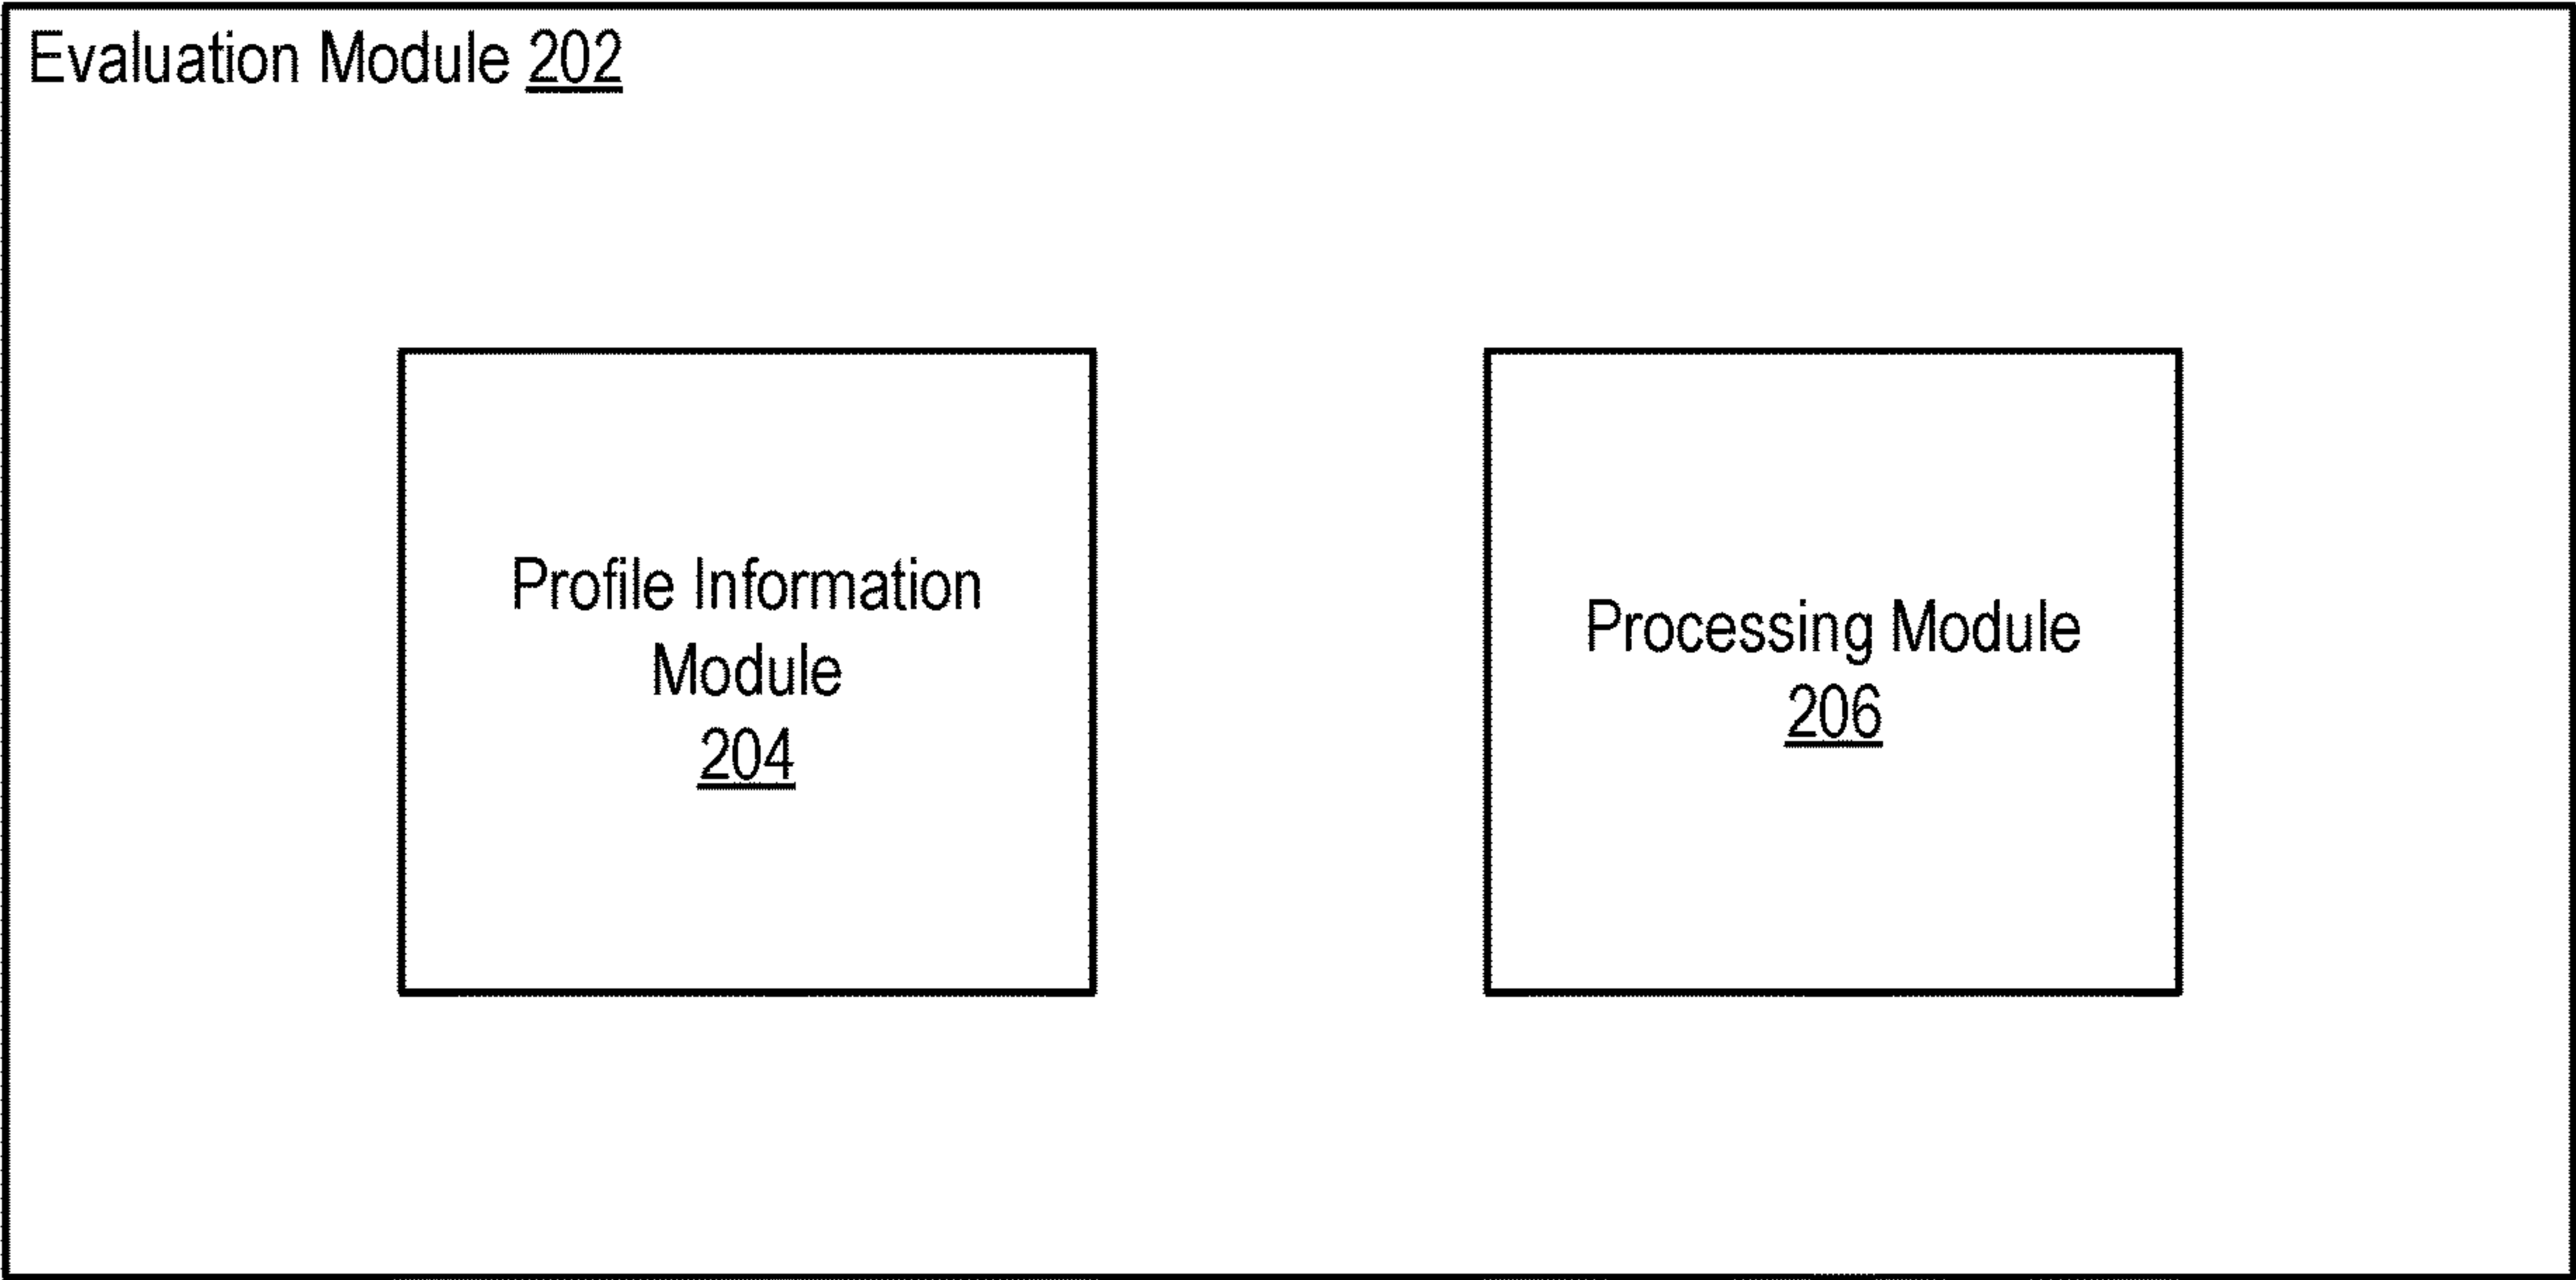 Evaluation Module 202
Profile Information
Module
204
Processing Module
206